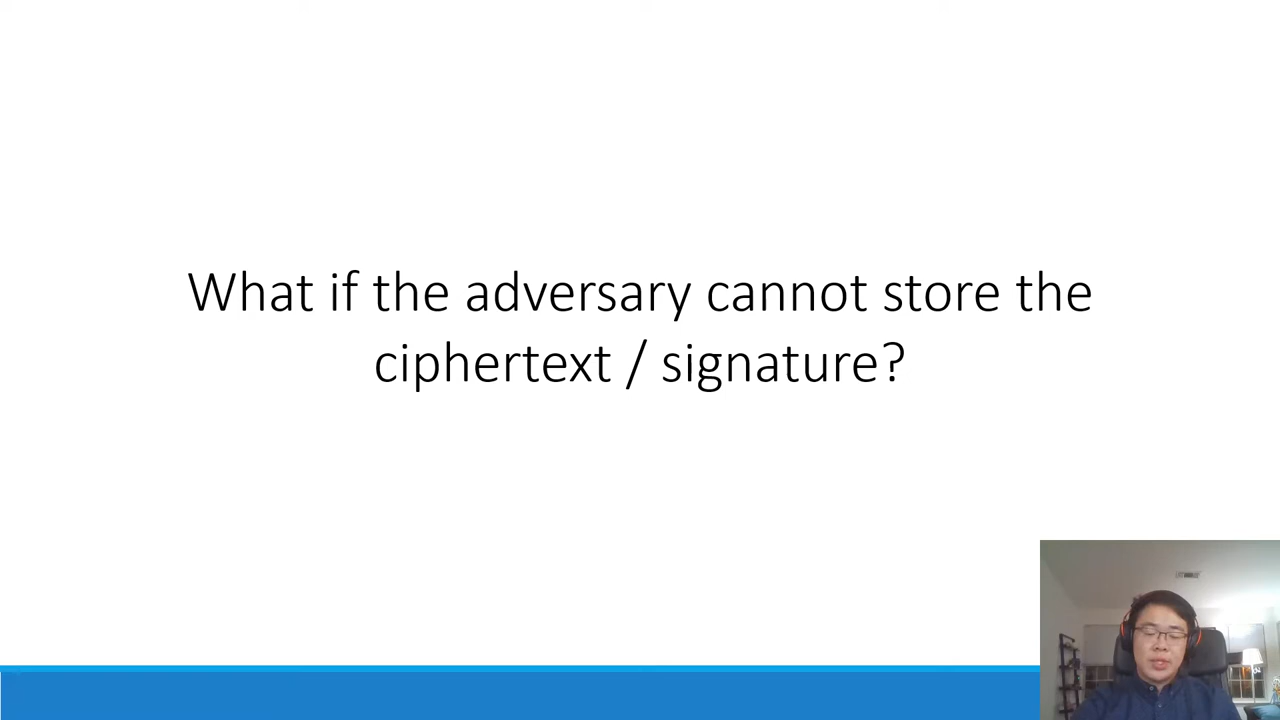 What if the adversary cannot store the
ciphertext / signature?